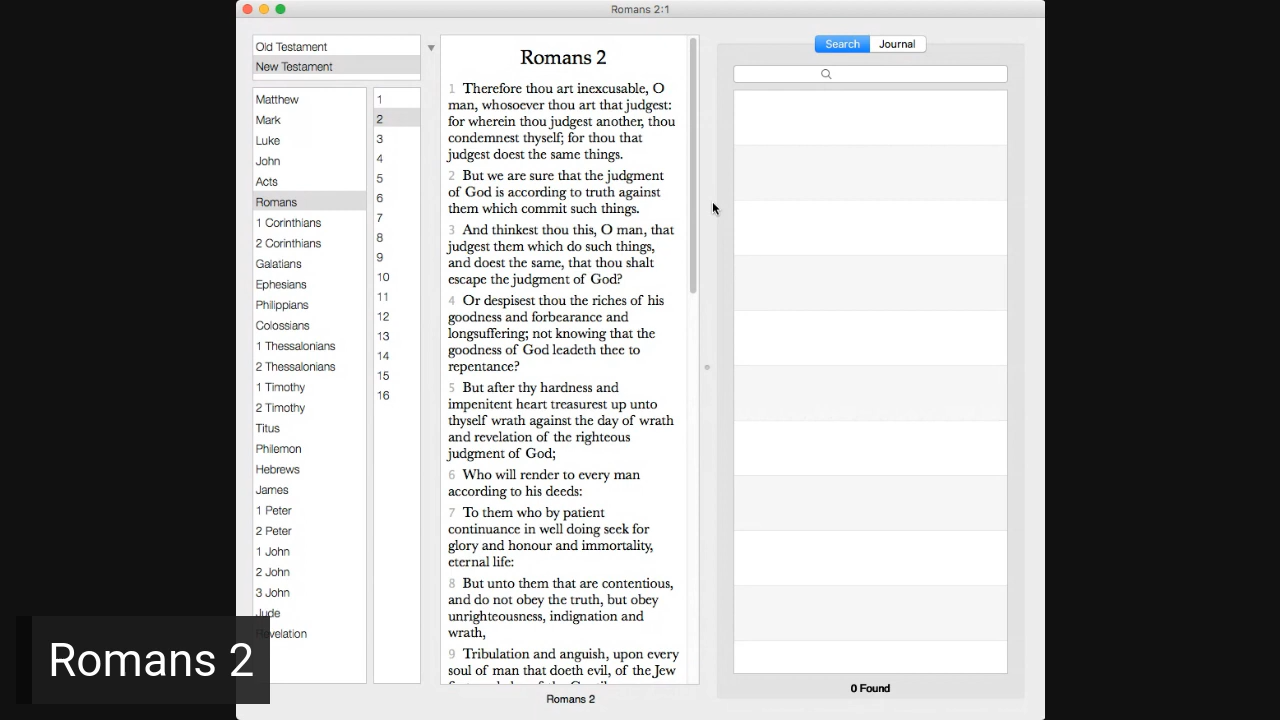 Romans 2:1
Old Testament
New Testament
Matthew
Mark
Luke
John
Acts
Romans
1 Corinthians
2 Corinthians
Galatians
Ephesians
Philippians
Colossians
1 Thessalonians
2 Thessalonians
1 Timothy
2 Timothy
Titus
Philemon
Hebrews
James
1 Peter
2 Peter
1 John
2 John
3 John
Jude
Revelation
1
2
3
4
5
6
7
8
9
10
11
12
13
14
15
16
Romans 2
1 Therefore thou art inexcusable, O
man, whosoever thou art that judgest:
for wherein thou judgest another, thou
condemnest thyself; for thou that
judgest doest the same things.
2 But we are sure that the judgment
of God is according to truth against
them which commit such things.
3 And thinkest thou this, O man, that
judgest them which do such things,
and doest the same, that thou shalt
escape the judgment of God?
4 Or despisest thou the riches of his
goodness and forbearance and
longsuffering; not knowing that the
goodness of God leadeth thee to
repentance?
5 But after thy hardness and
impenitent heart treasurest up unto
thyself wrath against the day of wrath
and revelation of the righteous
judgment of God;
6 Who will render to every man
according to his deeds:
7 To them who by patient
continuance in well doing seek for
glory and honour and immortality,
eternal life:
8 But unto them that are contentious,
and do not obey the truth, but obey
unrighteousness, indignation and
wrath,
9 Tribulation and anguish, upon every
soul of man that doeth evil, of the Jew
Romans 2
Search
Journal
0 Found
Romans 2